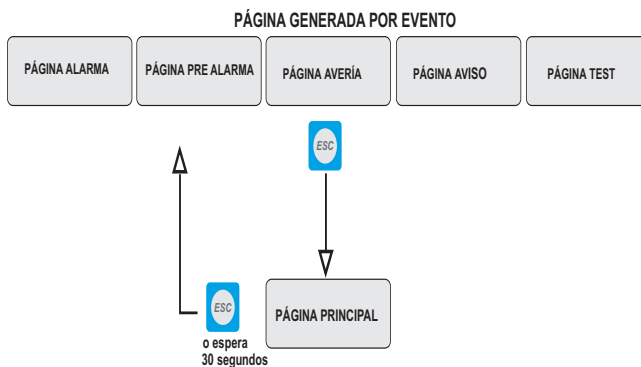 PÁGINA GENERADA POR EVENTO
PÁGINA ALARMA
PÁGINA PRE ALARMA
PÁGINA AVERÍA
PÁGINA AVISO
PÁGINA TEST
ESC
ESC
PÁGINA PRINCIPAL
o espera
30 segundos